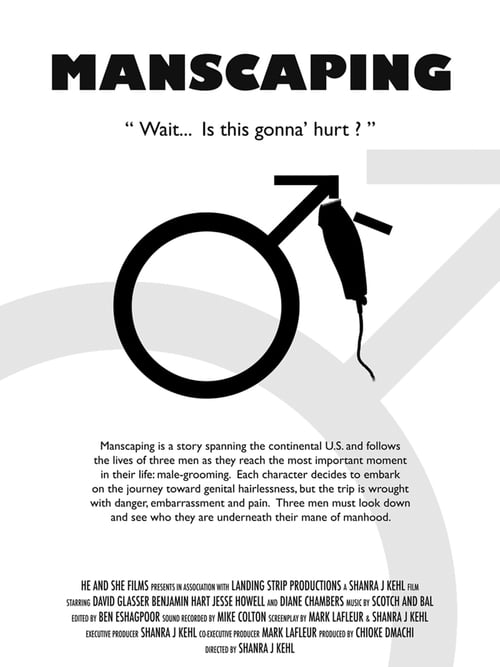 MANSCAPING
“ Wait... Is this gonna’ hurt ? ”
Manscaping is a story spanning the continental U.S. and follows
the lives of three men as they reach the most important moment
in their life: male-grooming. Each character decides to embark
on the journey toward genital hairlessness, but the trip is wrought
with danger, embarrassment and pain. Three men must look down
and see who they are underneath their mane of manhood.
HE AND SHE FILMS PRESENTS IN ASSOCIATION WITH LANDING STRIP PRODUCTIONS A SHANRA J KEHL FILM
STARRING DAVID GLASSER BENJAMIN HART JESSE HOWELL AND DIANE CHAMBERS MUSIC BY SCOTCH AND BAL
EDITED BY BEN ESHAGPOOR SOUND RECORDED BY MIKE COLTON SCREENPLAY BY MARK LAFLEUR & SHANRA J KEHL
EXECUTIVE PRODUCER SHANRA J KEHL CO-EXECUTIVE PRODUCER MARK LAFLEUR PRODUCED BY CHIOKE DMACHI
DIRECTED BY SHANRA J KEHL